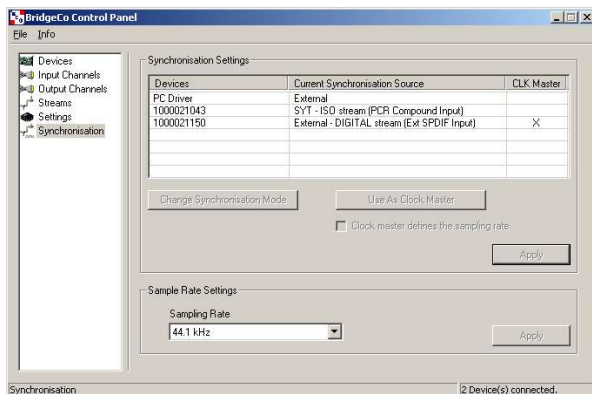 BridgeCo Control Panel
File Info
Devices
Input Channels
Output Channels
Streams
Settings
Synchronisation
Synchronisation Settings
Devices Current Synchronisation Source CLK Master
PC Driver External
1000021043 SYT - ISO stream (PCR Compound Input)
1000021150 External - DIGITAL stream (Ext SPDIF Input) X
Change Synchronisation Mode Use As Clock Master
Clock master defines the sampling rate
Apply
Sample Rate Settings
Sampling Rate
44.1 kHz Apply
Synchronisation 2 Device(s) connected.